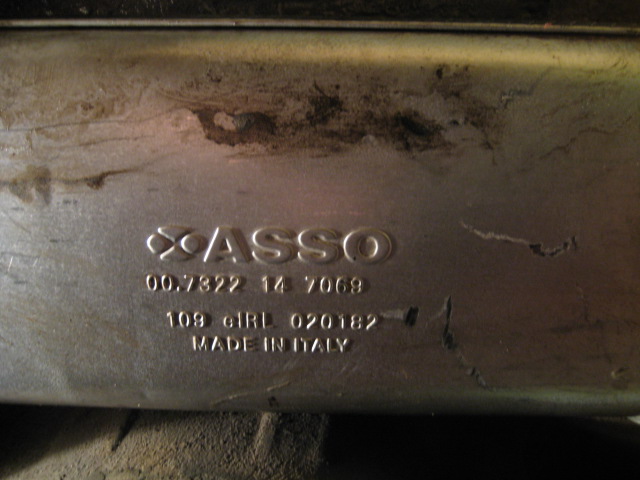 ASSO
00.7322 14 7069
109 eIRL 020182
MADE IN ITALY